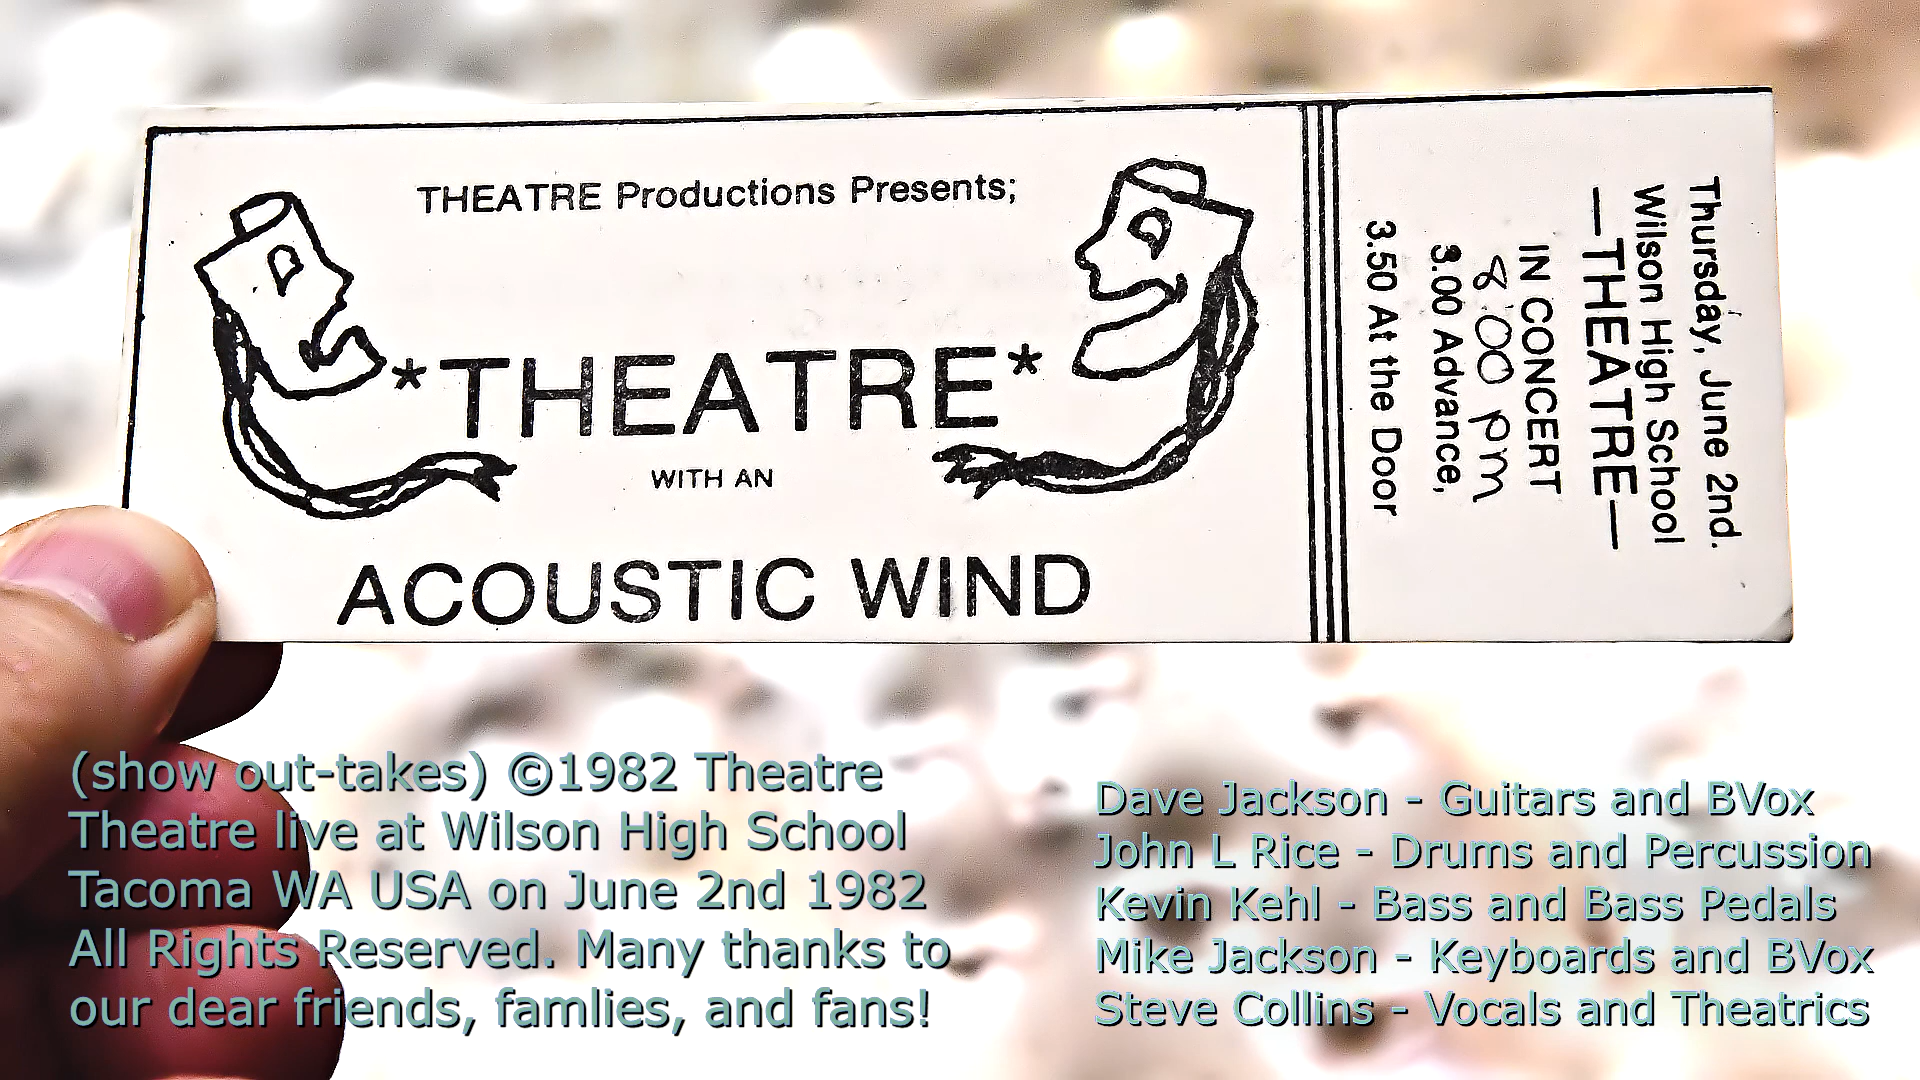 THEATRE Productions Presents;
*THEATRE*
WITH AN
ACOUSTIC WIND
Thursday, June 2nd.
Wilson High School
—THEATRE—
IN CONCERT
8:00 pm
3.00 Advance,
3.50 At the Door
(show out-takes) ©1982 Theatre
Theatre live at Wilson High School
Tacoma WA USA on June 2nd 1982
All Rights Reserved. Many thanks to
our dear friends, famlies, and fans!
Dave Jackson - Guitars and BVox
John L Rice - Drums and Percussion
Kevin Kehl - Bass and Bass Pedals
Mike Jackson - Keyboards and BVox
Steve Collins - Vocals and Theatrics